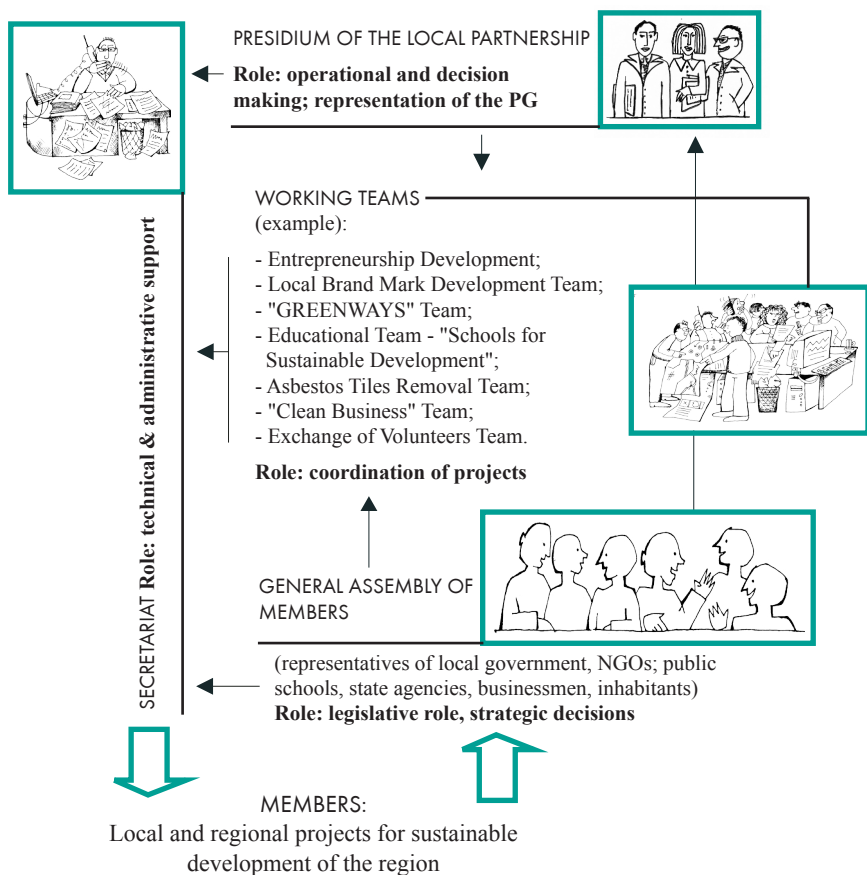 PRESIDIUM OF THE LOCAL PARTNERSHIP
Role: operational and decision
making; representation of the PG
WORKING TEAMS
(example):
- Entrepreneurship Development;
- Local Brand Mark Development Team;
- "GREENWAYS" Team;
- Educational Team - "Schools for
Sustainable Development";
- Asbestos Tiles Removal Team;
- "Clean Business" Team;
- Exchange of Volunteers Team.
Role: coordination of projects
SECRETARIAT Role: technical & administrative support
GENERAL ASSEMBLY OF
MEMBERS
(representatives of local government, NGOs; public
schools, state agencies, businessmen, inhabitants)
Role: legislative role, strategic decisions
MEMBERS:
Local and regional projects for sustainable
development of the region